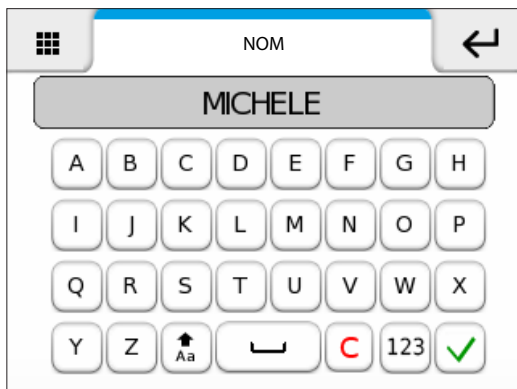 NOM
MICHELE
A B C D E F G H
I J K L M N O P
Q R S T U V W X
Y Z Aa C 123